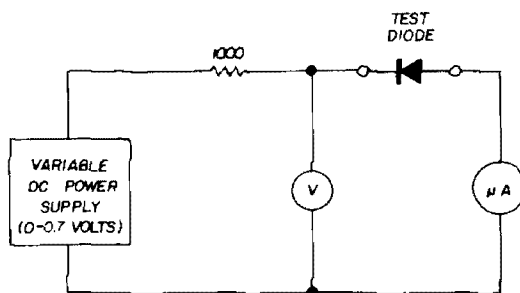 TEST
DIODE
1000
VARIABLE
DC POWER
SUPPLY
(0-0.7 VOLTS)
V
μA